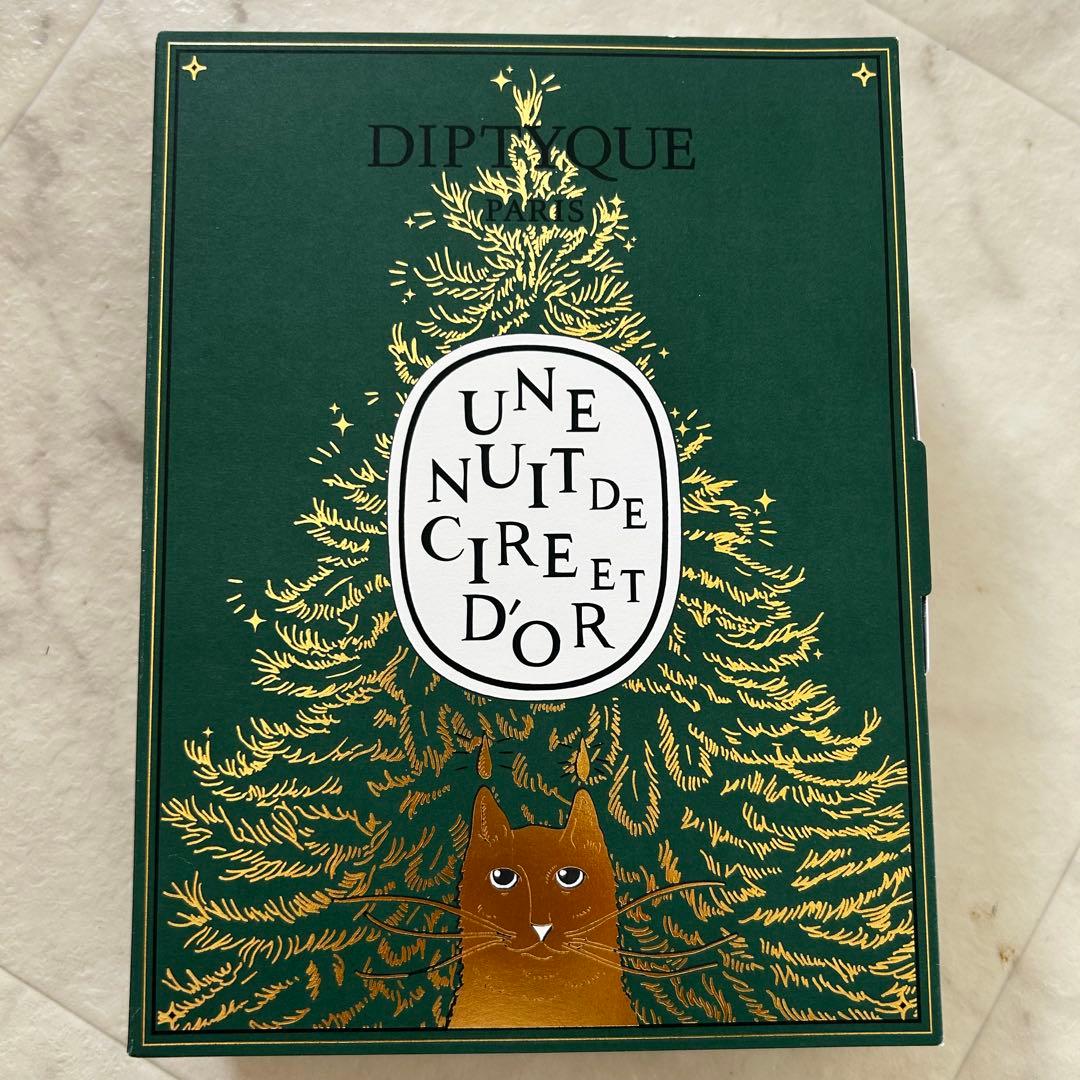 DIPTYQUE
PARIS
UNE
NUIT DE
CIRE ET
D'OR